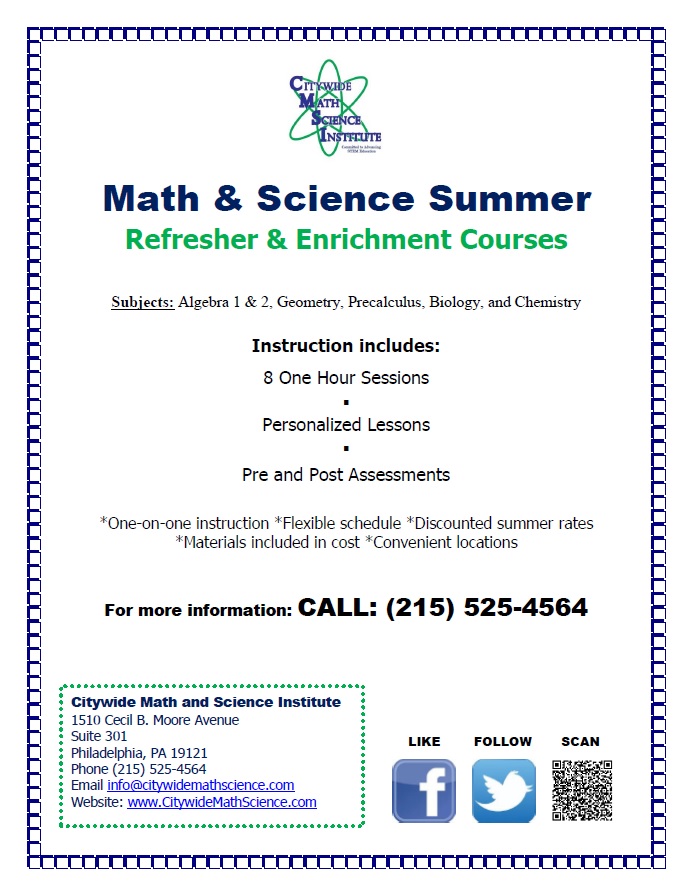 CITYWIDE
MATH
SCIENCE
INSTITUTE
Committed to Advancing
STEM Education
Math & Science Summer
Refresher & Enrichment Courses
Subjects: Algebra 1 & 2, Geometry, Precalculus, Biology, and Chemistry
Instruction includes:
8 One Hour Sessions
Personalized Lessons
Pre and Post Assessments
*One-on-one instruction *Flexible schedule *Discounted summer rates
*Materials included in cost *Convenient locations
For more information: CALL: (215) 525-4564
Citywide Math and Science Institute
1510 Cecil B. Moore Avenue
Suite 301
Philadelphia, PA 19121
Phone (215) 525-4564
Email info@citywidemathscience.com
Website: www.CitywideMathScience.com
LIKE FOLLOW SCAN
f